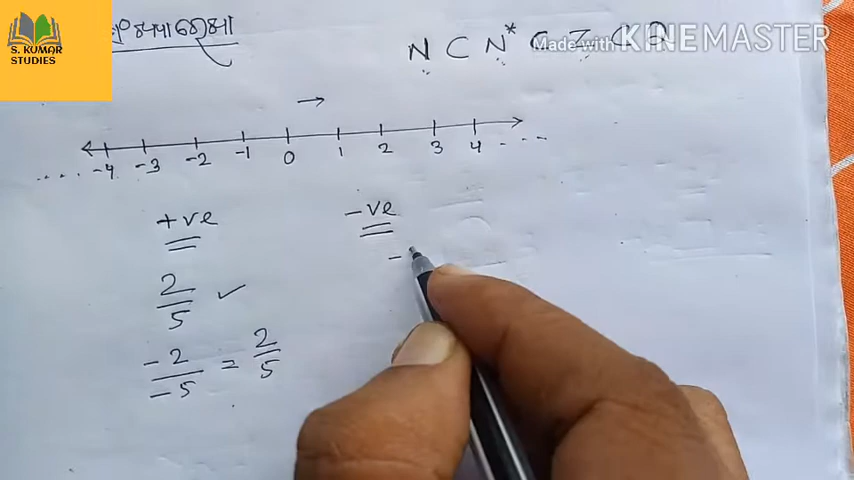 S. KUMAR
STUDIES
N ⊂ N* ⊂ Z ⊂ Q
Made with KINEMASTER
..... -4 -3 -2 -1 0 1 2 3 4 - - - -
+ve
-ve
2/5 ✓
-2/-5 = 2/5
-